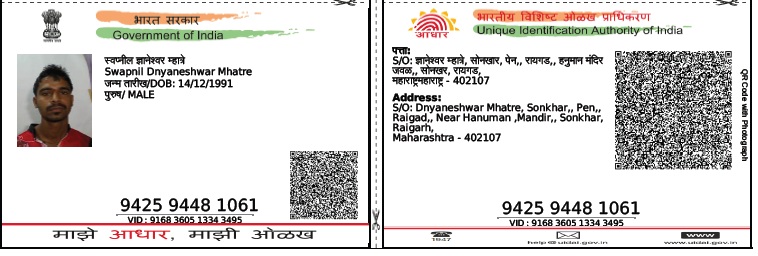 भारत सरकार
Government of India
स्वप्नील ज्ञानेश्वर म्हात्रे
Swapnil Dnyaneshwar Mhatre
जन्म तारीख/DOB: 14/12/1991
पुरुष/ MALE
9425 9448 1061
VID : 9168 3605 1334 3495
माझे आधार, माझी ओळख
भारतीय विशिष्ट ओळख प्राधिकरण
Unique Identification Authority of India
आधार
पत्ता:
S/O: ज्ञानेश्वर म्हात्रे, सोनखार, पेन,, रायगड,, हनुमान मंदिर
जवळ,, सोनखर, रायगड,
महाराष्ट्रमहाराष्ट्र - 402107
Address:
S/O: Dnyaneshwar Mhatre, Sonkhar,, Pen,,
Raigad,, Near Hanuman ,Mandir,, Sonkhar,
Raigarh,
Maharashtra - 402107
QR Code with Photograph
9425 9448 1061
VID : 9168 3605 1334 3495
1947
help@uidai.gov.in
www
www.uidai.gov.in